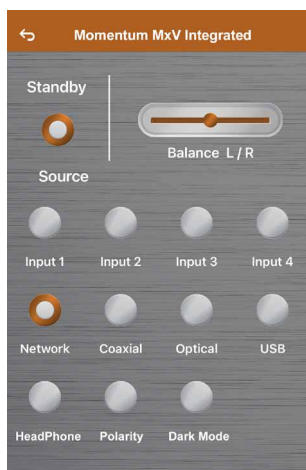 Momentum MxV Integrated
Standby
Balance L / R
Source
Input 1 Input 2 Input 3 Input 4
Network Coaxial Optical USB
HeadPhone Polarity Dark Mode